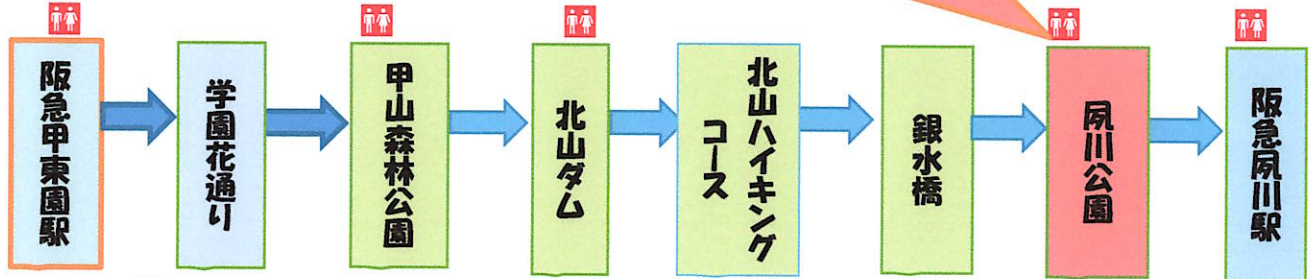 阪急甲東園駅
学園花通り
甲山森林公園
北山ダム
北山ハイキング
コース
銀水橋
夙川公園
阪急夙川駅